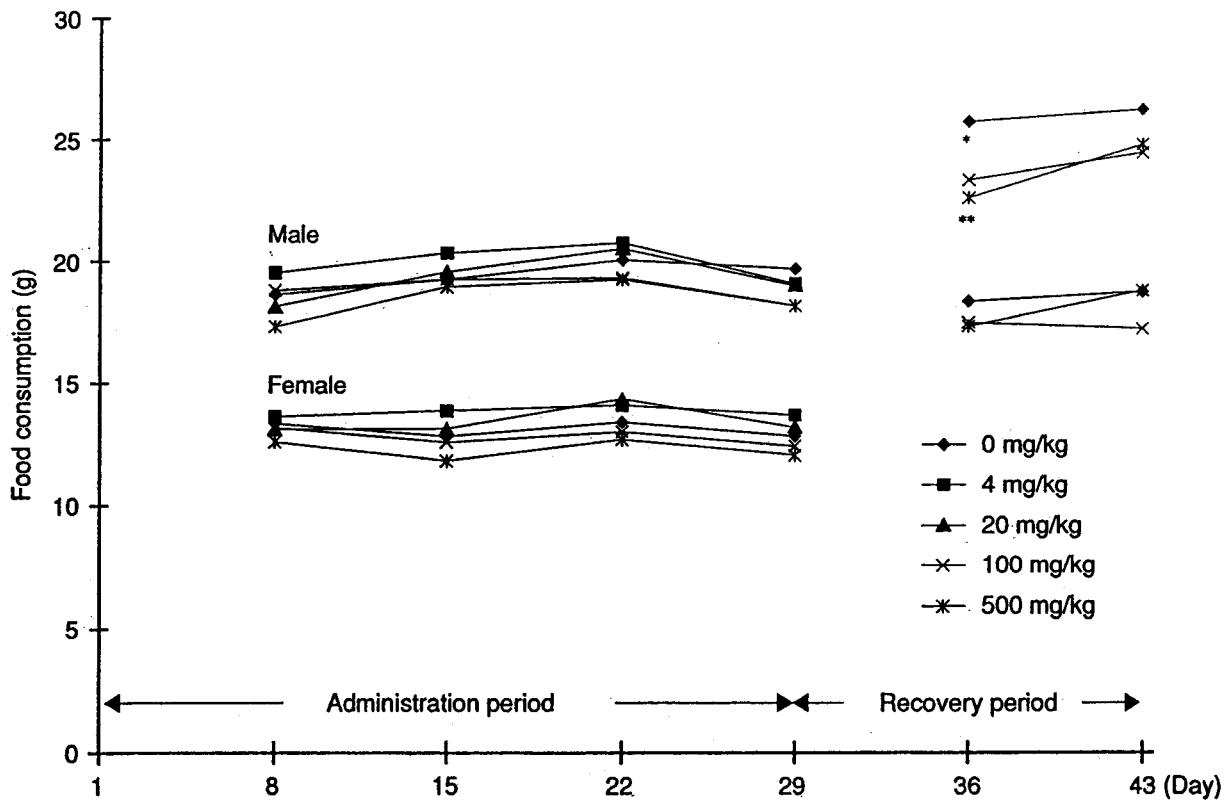 30
25
20
15
10
5
0
Food consumption (g)
Male
Female
*
**
0 mg/kg
4 mg/kg
20 mg/kg
100 mg/kg
500 mg/kg
Administration period
Recovery period
1 8 15 22 29 36 43 (Day)